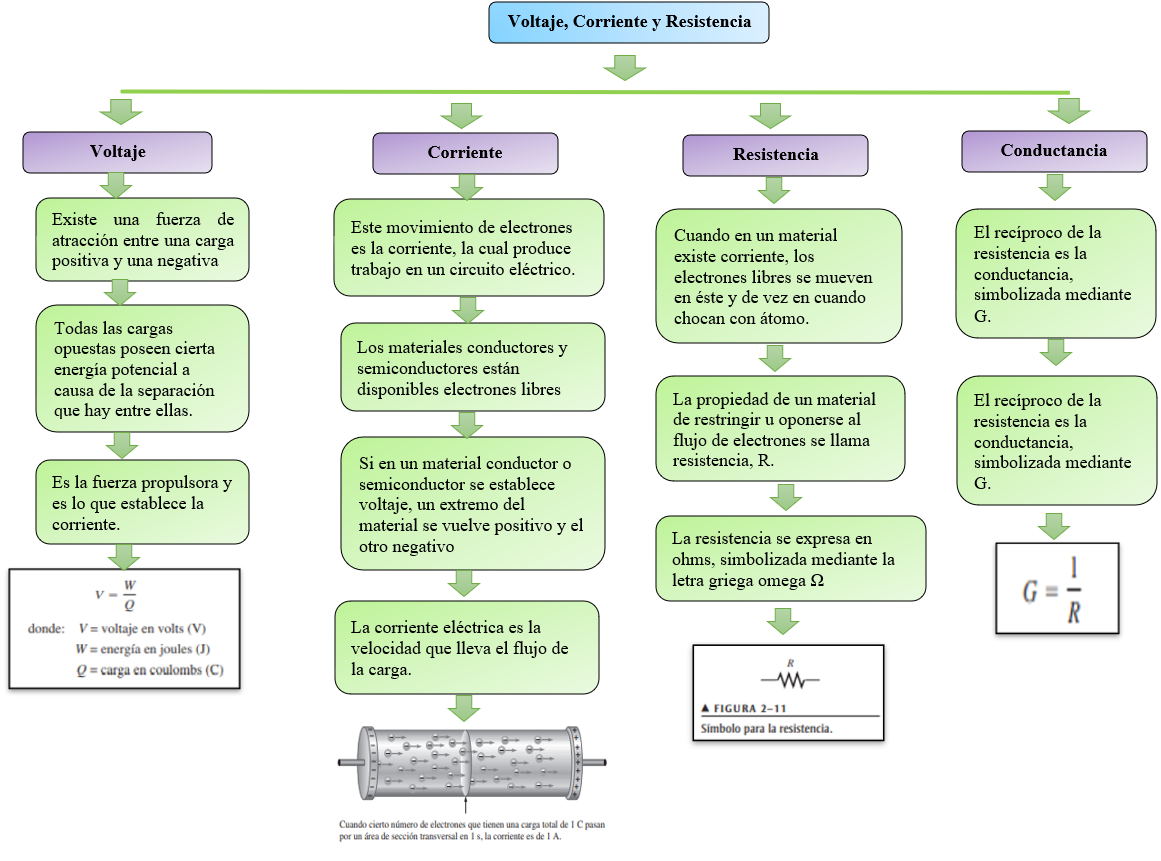 Voltaje, Corriente y Resistencia
Voltaje
Existe una fuerza de
atracción entre una carga
positiva y una negativa
Todas las cargas
opuestas poseen cierta
energía potencial a
causa de la separación
que hay entre ellas.
Es la fuerza propulsora y
es lo que establece la
corriente.
V = W/Q
donde: V = voltaje en volts (V)
W = energía en joules (J)
Q = carga en coulombs (C)
Corriente
Este movimiento de electrones
es la corriente, la cual produce
trabajo en un circuito eléctrico.
Los materiales conductores y
semiconductores están
disponibles electrones libres
Si en un material conductor o
semiconductor se establece
voltaje, un extremo del
material se vuelve positivo y el
otro negativo
La corriente eléctrica es la
velocidad que lleva el flujo de
la carga.
Cuando cierto número de electrones que tienen una carga total de 1 C pasan
por un área de sección transversal en 1 s, la corriente es de 1 A.
Resistencia
Cuando en un material
existe corriente, los
electrones libres se mueven
en éste y de vez en cuando
chocan con átomo.
La propiedad de un material
de restringir u oponerse al
flujo de electrones se llama
resistencia, R.
La resistencia se expresa en
ohms, simbolizada mediante la
letra griega omega Ω
R
▲ FIGURA 2–11
Símbolo para la resistencia.
Conductancia
El recíproco de la
resistencia es la
conductancia,
simbolizada mediante
G.
El recíproco de la
resistencia es la
conductancia,
simbolizada mediante
G.
G = 1/R